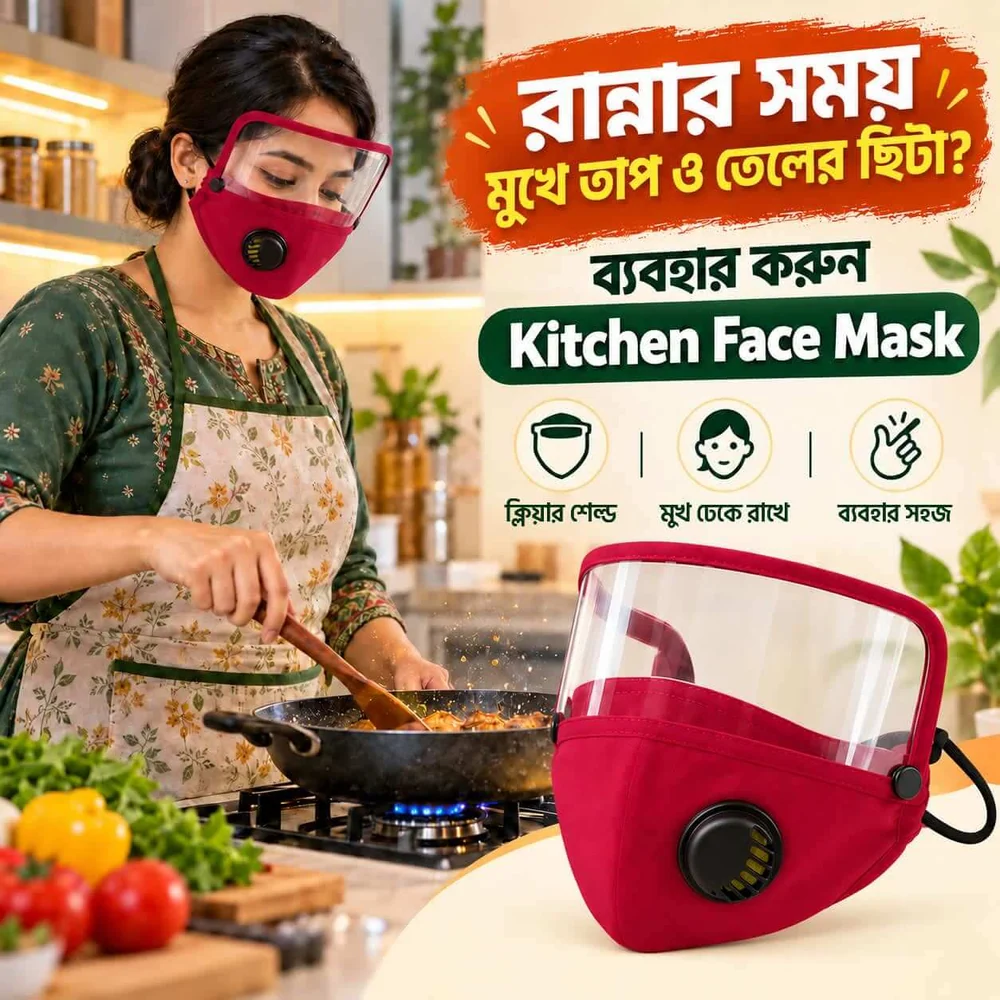 রান্নার সময়
মুখে তাপ ও তেলের ছিটা?
ব্যবহার করুন
Kitchen Face Mask
ক্লিয়ার শেল্ড
মুখ ঢেকে রাখে
ব্যবহার সহজ